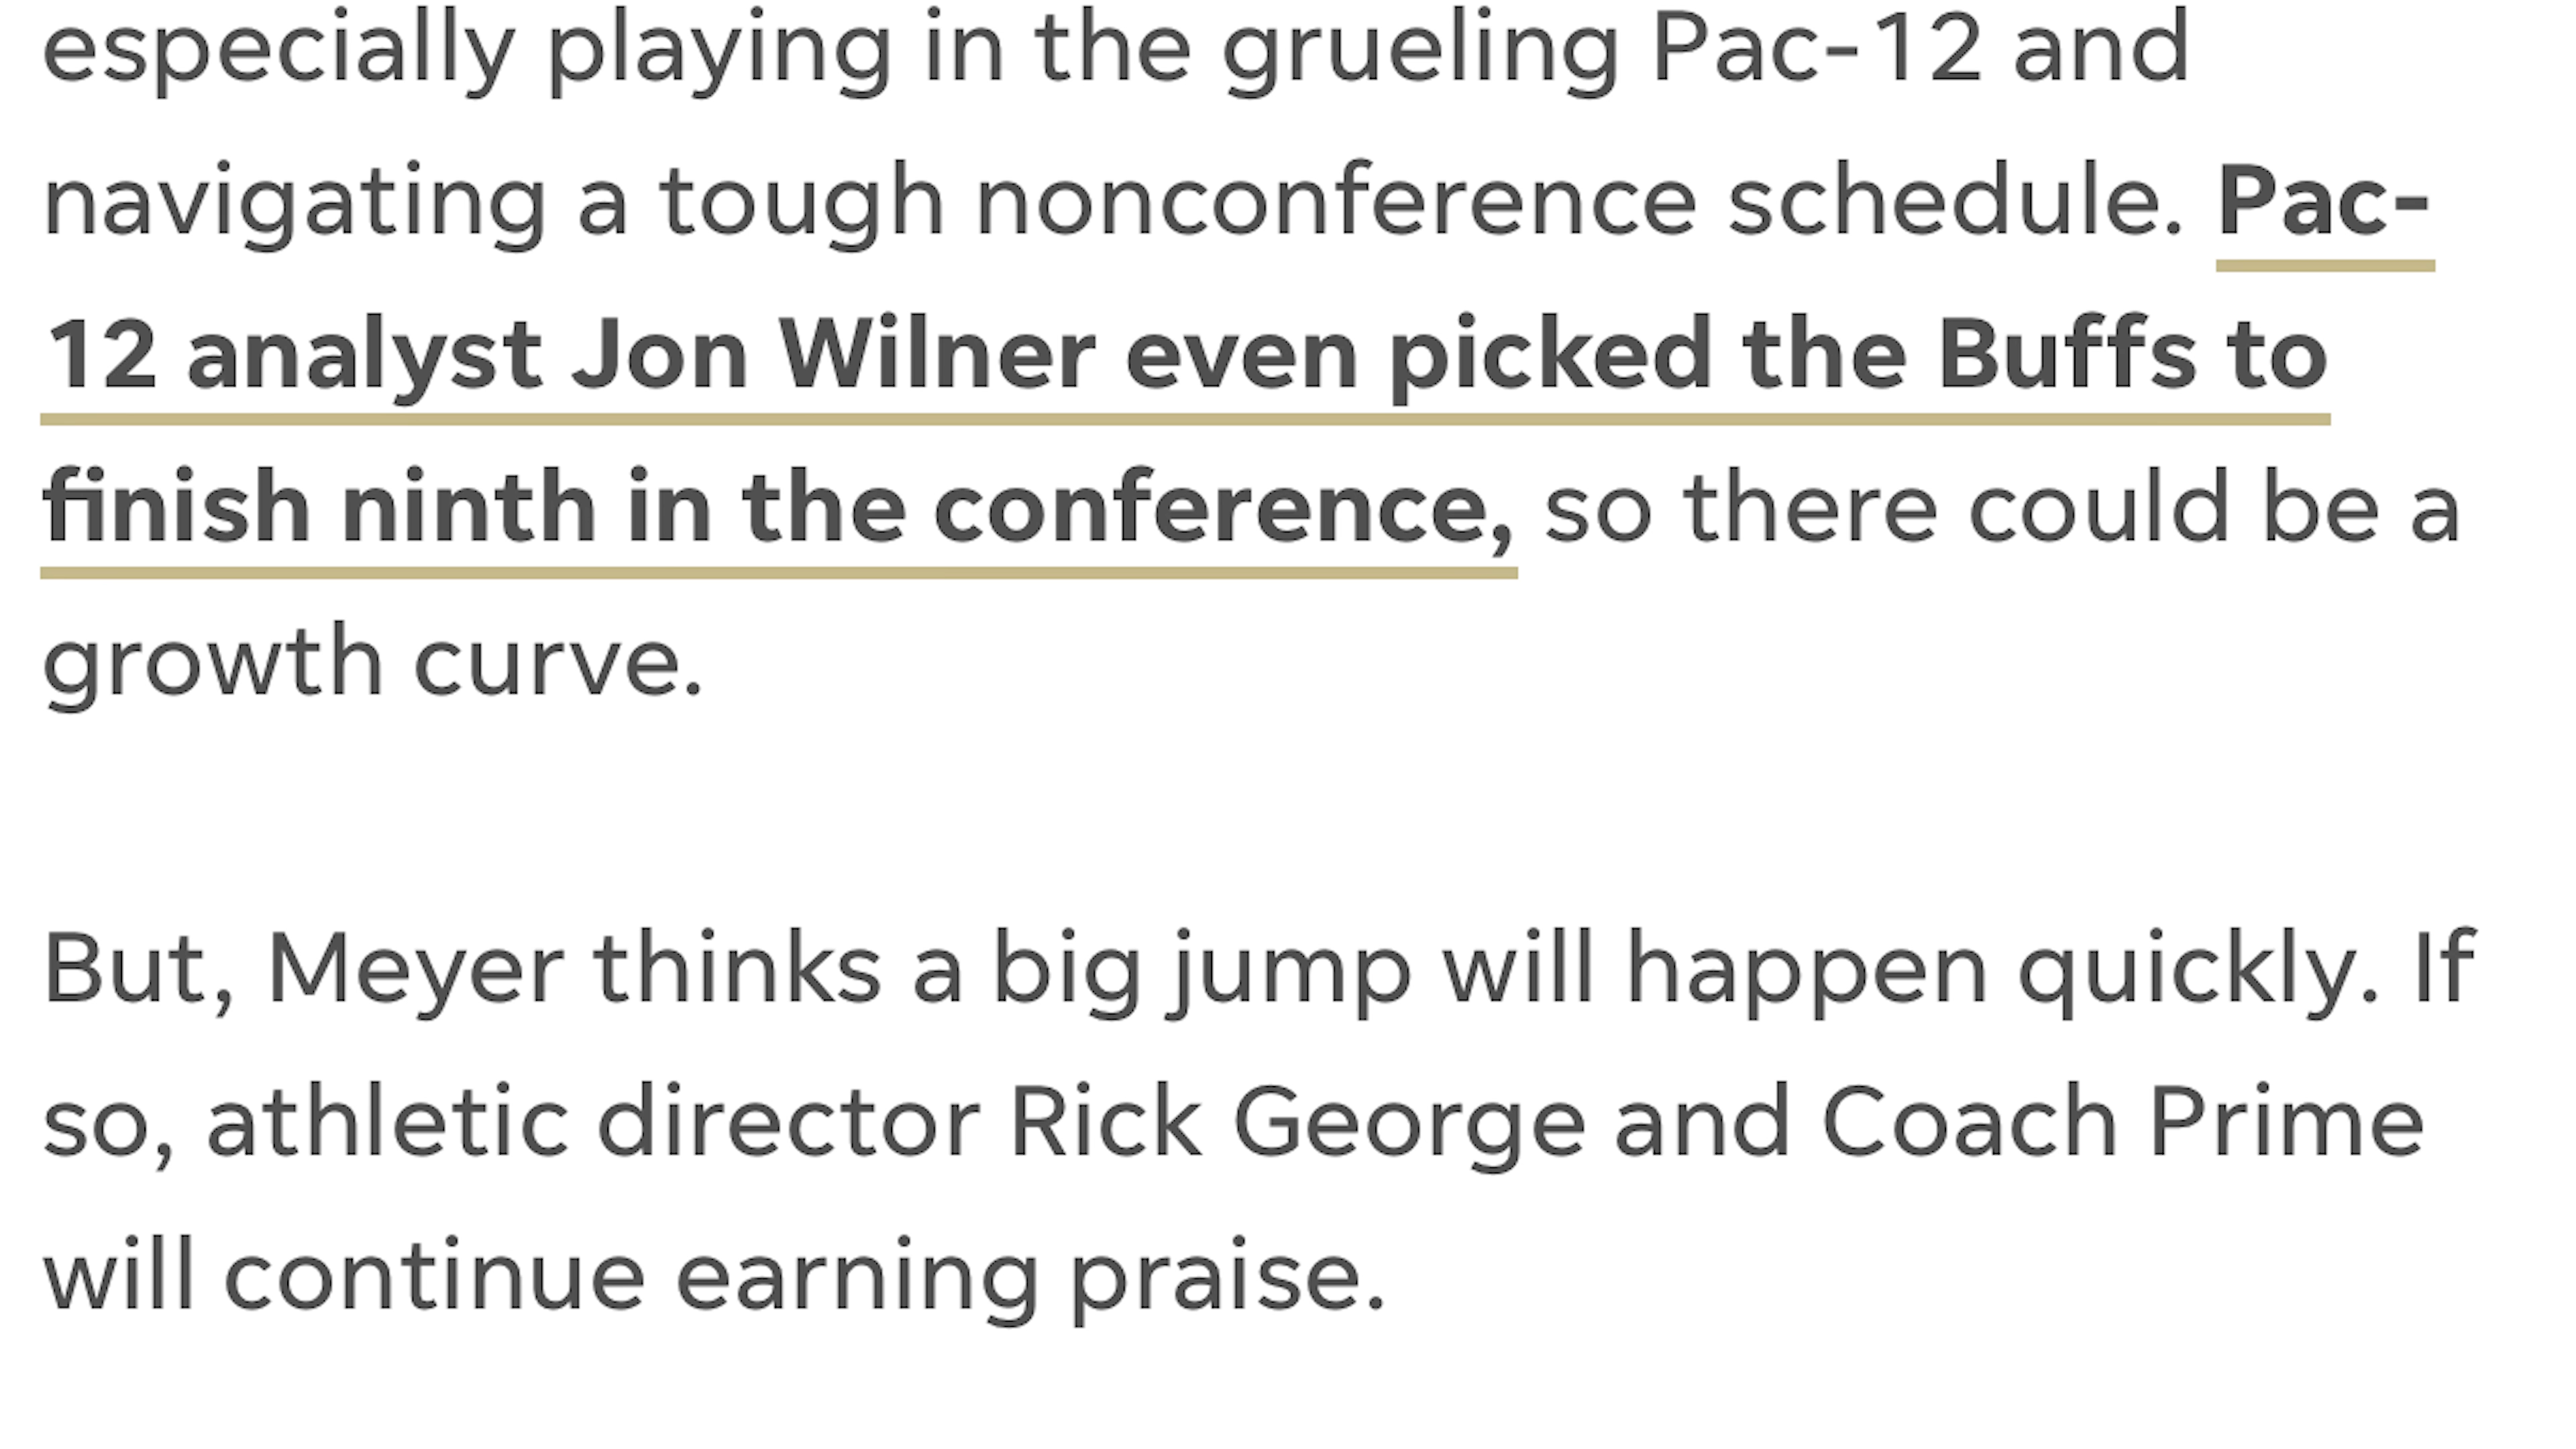 especially playing in the grueling Pac-12 and
navigating a tough nonconference schedule. Pac-
12 analyst Jon Wilner even picked the Buffs to
finish ninth in the conference, so there could be a
growth curve.
But, Meyer thinks a big jump will happen quickly. If
so, athletic director Rick George and Coach Prime
will continue earning praise.